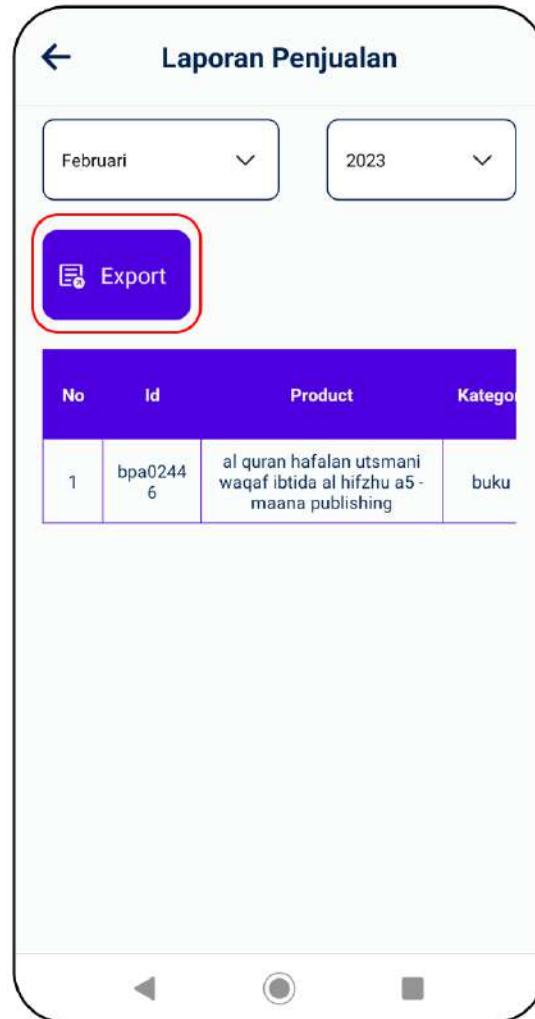 Laporan Penjualan
Februari
2023
Export
No Id Product Kategor
1 bpa0244
6 al quran hafalan utsmani
waqaf ibtida al hifzhu a5 -
maana publishing buku